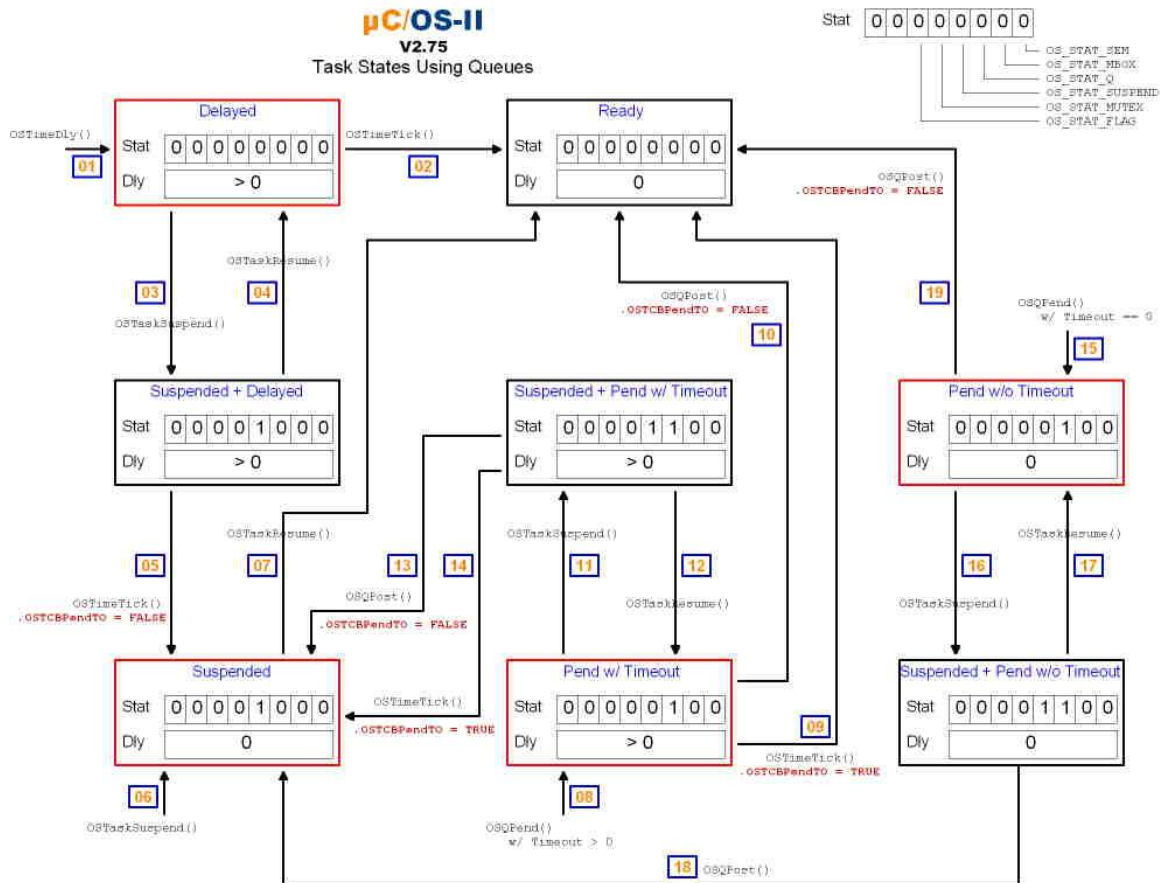 µC/OS-II
V2.75
Task States Using Queues
Stat 0 0 0 0 0 0 0 0
OS_STAT_SEM
OS_STAT_MBOX
OS_STAT_Q
OS_STAT_SUSPEND
OS_STAT_MUTEX
OS_STAT_FLAG
OSTimeDly()
01
Delayed
Stat 0 0 0 0 0 0 0 0
Dly > 0
OSTimeTick()
02
Ready
Stat 0 0 0 0 0 0 0 0
Dly 0
OSQPost()
.OSTCBPendTO = FALSE
03
OSTaskSuspend()
04
OSTaskResume()
OSQPost()
.OSTCBPendTO = FALSE
10
19
OSQPend()
w/ Timeout == 0
15
Suspended + Delayed
Stat 0 0 0 0 1 0 0 0
Dly > 0
Suspended + Pend w/ Timeout
Stat 0 0 0 0 1 1 0 0
Dly > 0
Pend w/o Timeout
Stat 0 0 0 0 0 1 0 0
Dly 0
05
OSTimeTick()
.OSTCBPendTO = FALSE
07
OSTaskResume()
13
OSQPost()
.OSTCBPendTO = FALSE
14
OSTimeTick()
.OSTCBPendTO = TRUE
11
OSTaskSuspend()
12
OSTaskResume()
16
OSTaskSuspend()
17
OSTaskResume()
Suspended
Stat 0 0 0 0 1 0 0 0
Dly 0
Pend w/ Timeout
Stat 0 0 0 0 0 1 0 0
Dly > 0
09
OSTimeTick()
.OSTCBPendTO = TRUE
Suspended + Pend w/o Timeout
Stat 0 0 0 0 1 1 0 0
Dly 0
06
OSTaskSuspend()
08
OSQPend()
w/ Timeout > 0
18 OSQPost()